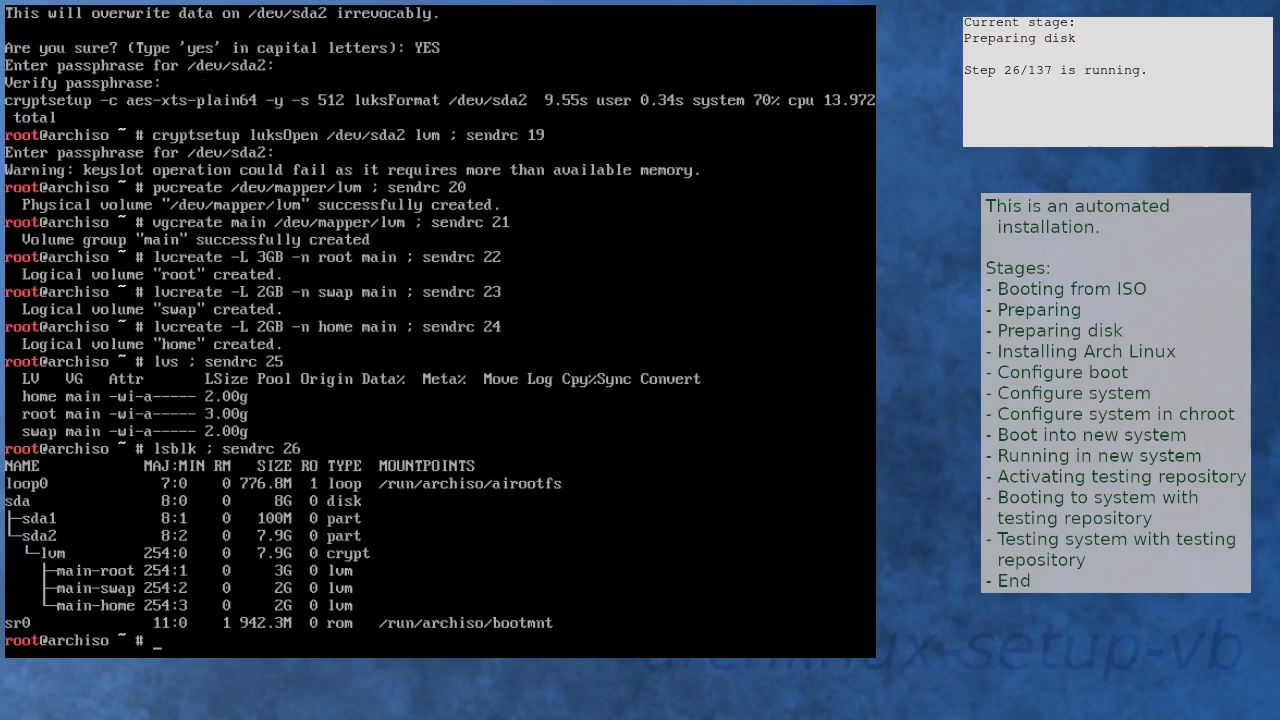 This will overwrite data on /dev/sda2 irrevocably.
Are you sure? (Type 'yes' in capital letters): YES
Enter passphrase for /dev/sda2:
Verify passphrase:
cryptsetup -c aes-xts-plain64 -y -s 512 luksFormat /dev/sda2  9.55s user 0.34s system 70% cpu 13.972
total
root@archiso ~ # cryptsetup luksOpen /dev/sda2 lvm ; sendrc 19
Enter passphrase for /dev/sda2:
Warning: keyslot operation could fail as it requires more than available memory.
root@archiso ~ # pvcreate /dev/mapper/lvm ; sendrc 20
Physical volume "/dev/mapper/lvm" successfully created.
root@archiso ~ # vgcreate main /dev/mapper/lvm ; sendrc 21
Volume group "main" successfully created
root@archiso ~ # lvcreate -L 3GB -n root main ; sendrc 22
Logical volume "root" created.
root@archiso ~ # lvcreate -L 2GB -n swap main ; sendrc 23
Logical volume "swap" created.
root@archiso ~ # lvcreate -L 2GB -n home main ; sendrc 24
Logical volume "home" created.
root@archiso ~ # lvs ; sendrc 25
LV   VG   Attr       LSize Pool Origin Data%  Meta%  Move Log Cpy%Sync Convert
home main -wi-a----- 2.00g
root main -wi-a----- 3.00g
swap main -wi-a----- 2.00g
root@archiso ~ # lsblk ; sendrc 26
NAME            MAJ:MIN RM   SIZE RO TYPE  MOUNTPOINTS
loop0             7:0    0 776.8M  1 loop  /run/archiso/airootfs
sda               8:0    0     8G  0 disk
├─sda1            8:1    0   100M  0 part
└─sda2            8:2    0   7.9G  0 part
  └─lvm         254:0    0   7.9G  0 crypt
    ├─main-root 254:1    0     3G  0 lvm
    ├─main-swap 254:2    0     2G  0 lvm
    └─main-home 254:3    0     2G  0 lvm
sr0              11:0    1 942.3M  0 rom   /run/archiso/bootmnt
root@archiso ~ # _
Current stage:
Preparing disk
Step 26/137 is running.
This is an automated
installation.
Stages:
- Booting from ISO
- Preparing
- Preparing disk
- Installing Arch Linux
- Configure boot
- Configure system
- Configure system in chroot
- Boot into new system
- Running in new system
- Activating testing repository
- Booting to system with
testing repository
- Testing system with testing
repository
- End
archlinux-setup-vb